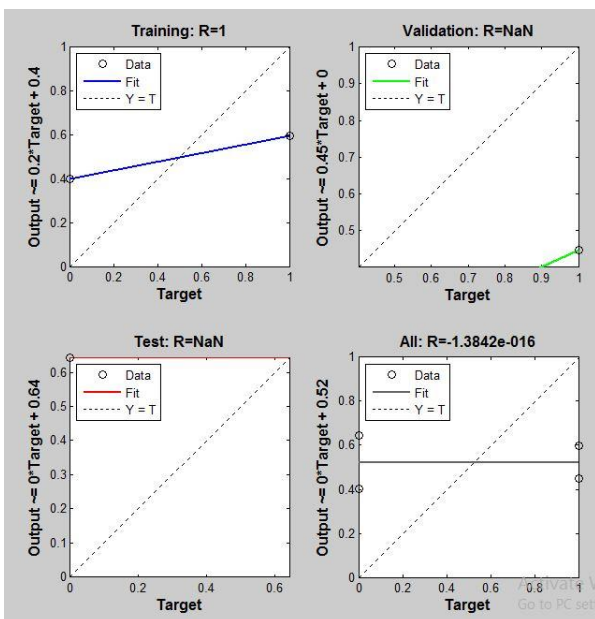 Training: R=1
Output ~= 0.2*Target + 0.4
1
0.8
0.6
0.4
0.2
0
Data
Fit
Y = T
0 0.2 0.4 0.6 0.8 1
Target
Validation: R=NaN
Output ~= 0.45*Target + 0
1
0.9
0.8
0.7
0.6
0.5
Data
Fit
Y = T
0.5 0.6 0.7 0.8 0.9 1
Target
Test: R=NaN
Output ~= 0*Target + 0.64
0.6
0.5
0.4
0.3
0.2
0.1
0
Data
Fit
Y = T
0 0.2 0.4 0.6
Target
All: R=-1.3842e-016
Output ~= 0*Target + 0.52
1
0.8
0.6
0.4
0.2
0
Data
Fit
Y = T
0 0.2 0.4 0.6 0.8 1
Target
Activate
Go to PC